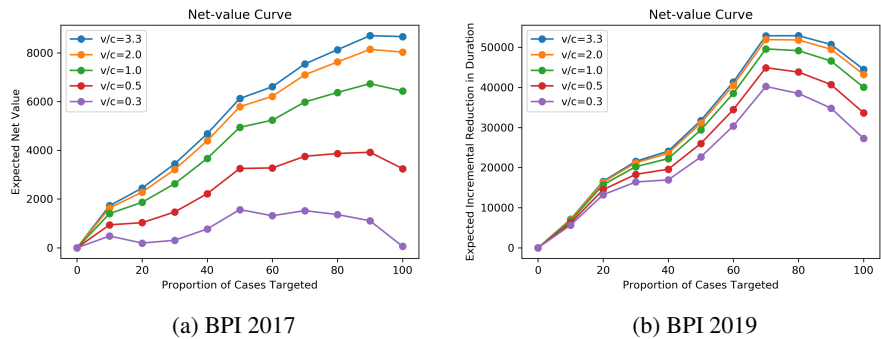 Net-value Curve
v/c=3.3
v/c=2.0
v/c=1.0
v/c=0.5
v/c=0.3
Expected Net Value
8000
6000
4000
2000
0
0 20 40 60 80 100
Proportion of Cases Targeted
(a) BPI 2017
Net-value Curve
v/c=3.3
v/c=2.0
v/c=1.0
v/c=0.5
v/c=0.3
Expected Incremental Reduction in Duration
50000
40000
30000
20000
10000
0
0 20 40 60 80 100
Proportion of Cases Targeted
(b) BPI 2019